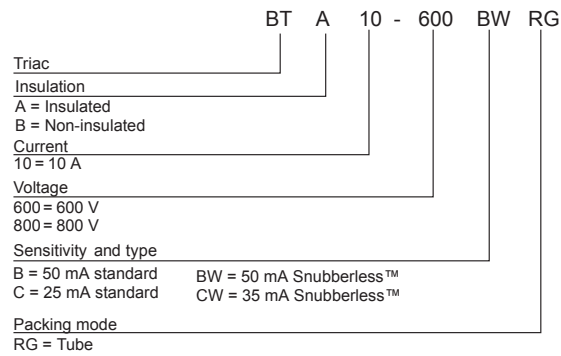 BT A 10 - 600 BW RG
Triac
Insulation
A = Insulated
B = Non-insulated
Current
10 = 10 A
Voltage
600 = 600 V
800 = 800 V
Sensitivity and type
B = 50 mA standard BW = 50 mA Snubberless™
C = 25 mA standard CW = 35 mA Snubberless™
Packing mode
RG = Tube